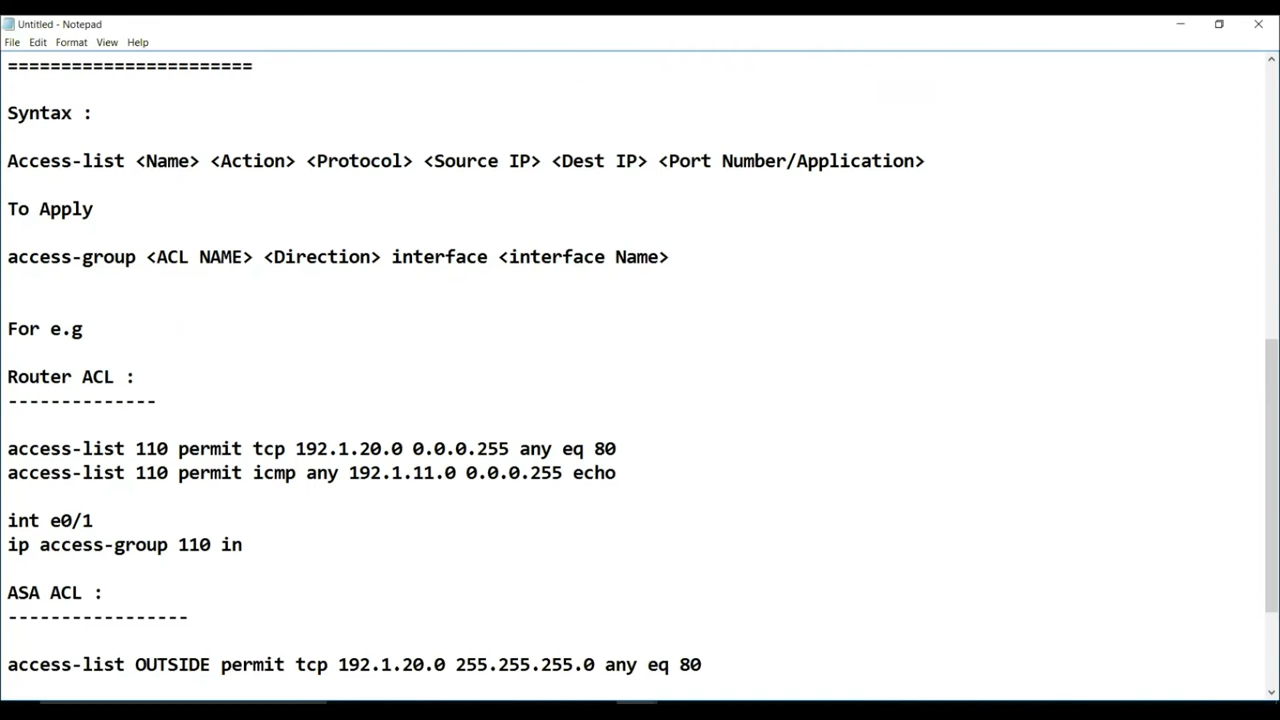 Untitled - Notepad
File Edit Format View Help
=======================
Syntax :
Access-list <Name> <Action> <Protocol> <Source IP> <Dest IP> <Port Number/Application>
To Apply
access-group <ACL NAME> <Direction> interface <interface Name>
For e.g
Router ACL :
--------------
access-list 110 permit tcp 192.1.20.0 0.0.0.255 any eq 80
access-list 110 permit icmp any 192.1.11.0 0.0.0.255 echo
int e0/1
ip access-group 110 in
ASA ACL :
-----------------
access-list OUTSIDE permit tcp 192.1.20.0 255.255.255.0 any eq 80